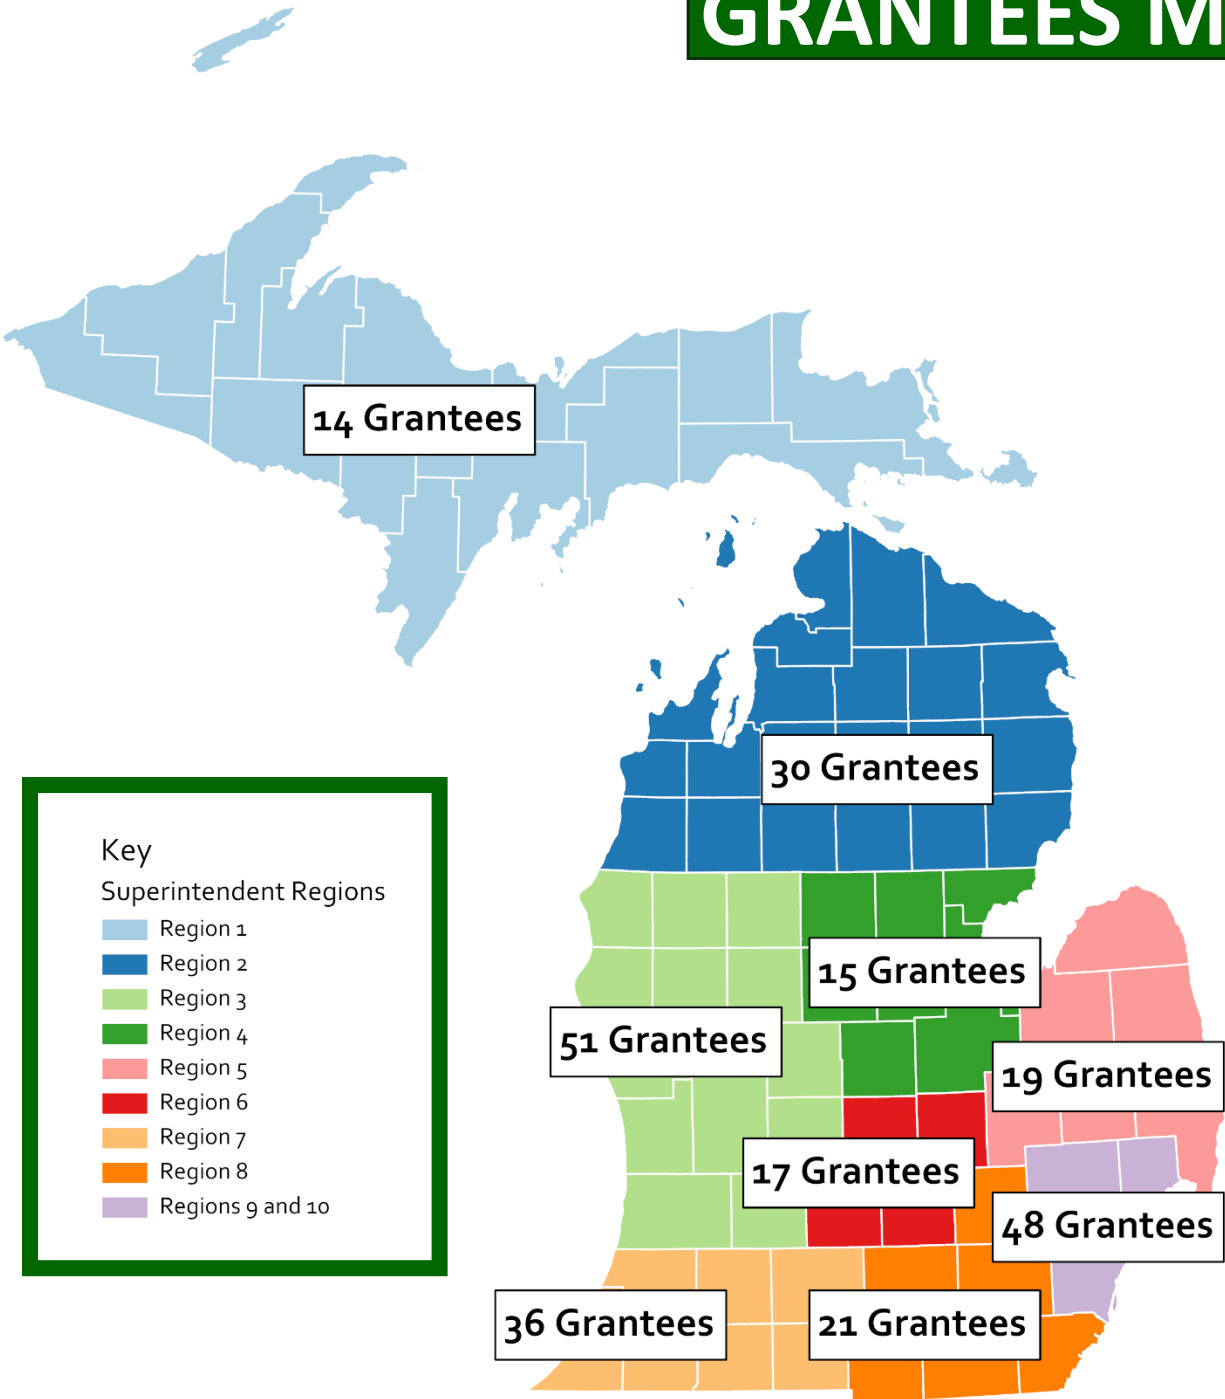 GRANTEES M
14 Grantees
30 Grantees
15 Grantees
51 Grantees
19 Grantees
17 Grantees
48 Grantees
36 Grantees
21 Grantees
Key
Superintendent Regions
Region 1
Region 2
Region 3
Region 4
Region 5
Region 6
Region 7
Region 8
Regions 9 and 10